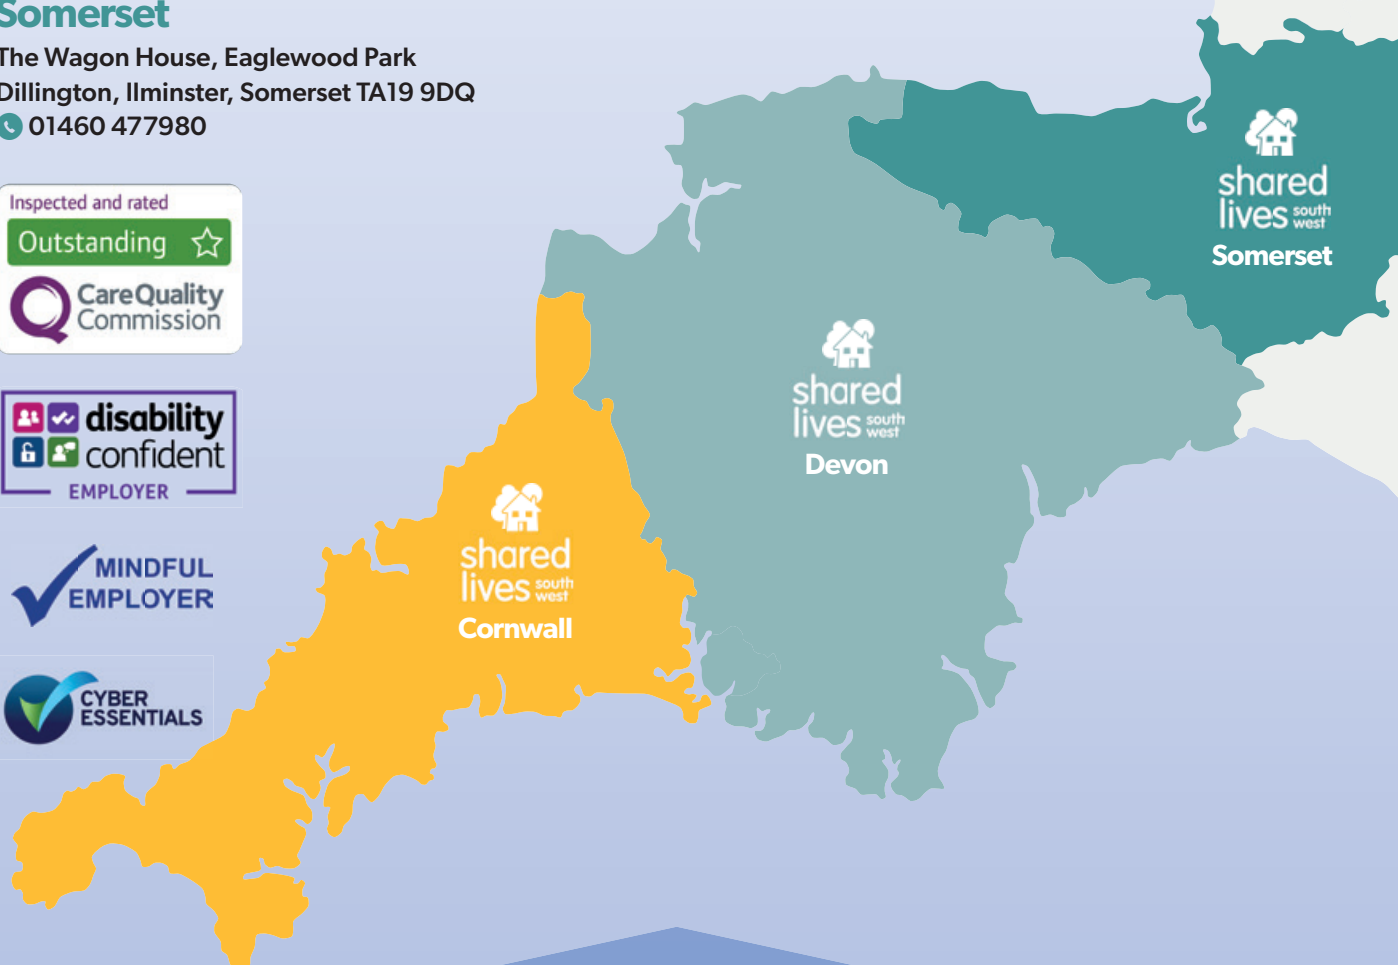 Somerset
The Wagon House, Eaglewood Park
Dillington, Ilminster, Somerset TA19 9DQ
01460 477980
Inspected and rated
Outstanding
CareQuality
Commission
disability
confident
EMPLOYER
MINDFUL
EMPLOYER
CYBER
ESSENTIALS
shared
lives south
west
Somerset
shared
lives south
west
Devon
shared
lives south
west
Cornwall